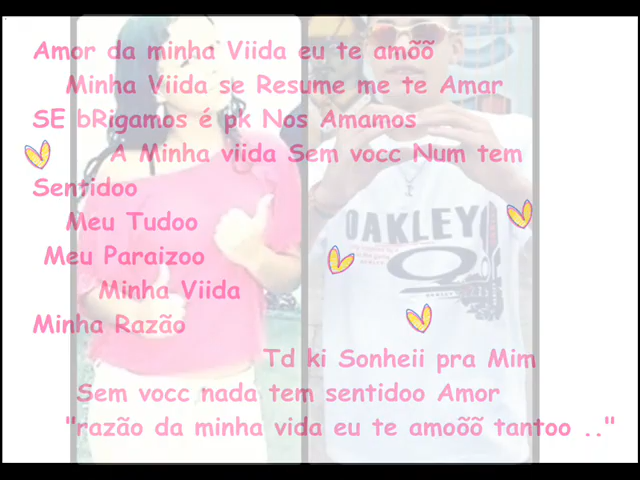 Amor da minha Viida eu te amõõ
Minha Viida se Resume me te Amar
SE bRigamos é pk Nos Amamos
A Minha viida Sem vocc Num tem
Sentidoo
Meu Tudoo
Meu Paraizoo
Minha Viida
Minha Razão
Td ki Sonheii pra Mim
Sem vocc nada tem sentidoo Amor
"razão da minha vida eu te amoõõ tantoo .."
OAKLEY